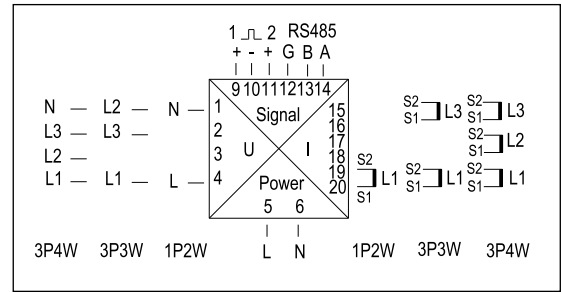 1 ⎍ 2 RS485
+ - + G B A
9 10 11 12 13 14
N — L2 — N — 1 Signal 15 S2 L3 S2 L3
L3 — L3 — 2 16 S1 S1
U I 17 S2 L2
L2 — 3 18 S1
S2
L1 — L1 — L — 4 Power 19 L1 S2 L1 S2 L1
20 S1 S1
S1
5 6
3P4W 3P3W 1P2W L N 1P2W 3P3W 3P4W